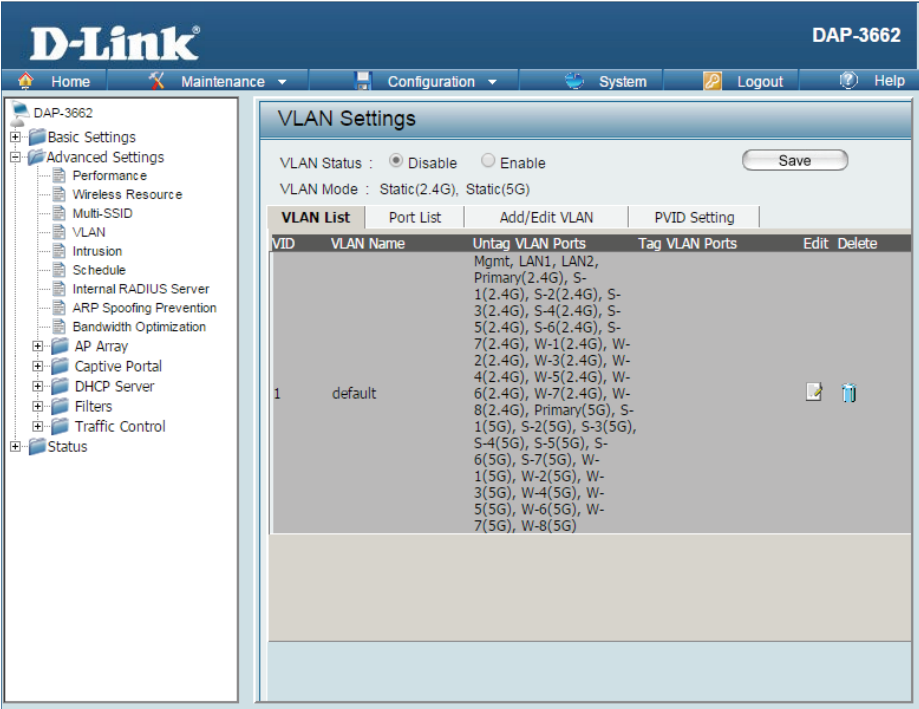 D-Link®
DAP-3662
Home Maintenance Configuration System Logout Help
DAP-3662
Basic Settings
Advanced Settings
Performance
Wireless Resource
Multi-SSID
VLAN
Intrusion
Schedule
Internal RADIUS Server
ARP Spoofing Prevention
Bandwidth Optimization
AP Array
Captive Portal
DHCP Server
Filters
Traffic Control
Status
VLAN Settings
VLAN Status : Disable Enable Save
VLAN Mode : Static(2.4G), Static(5G)
VLAN List Port List Add/Edit VLAN PVID Setting
VID VLAN Name Untag VLAN Ports Tag VLAN Ports Edit Delete
Mgmt, LAN1, LAN2,
Primary(2.4G), S-
1(2.4G), S-2(2.4G), S-
3(2.4G), S-4(2.4G), S-
5(2.4G), S-6(2.4G), S-
7(2.4G), W-1(2.4G), W-
2(2.4G), W-3(2.4G), W-
4(2.4G), W-5(2.4G), W-
1 default 6(2.4G), W-7(2.4G), W-
8(2.4G), Primary(5G), S-
1(5G), S-2(5G), S-3(5G),
S-4(5G), S-5(5G), S-
6(5G), S-7(5G), W-
1(5G), W-2(5G), W-
3(5G), W-4(5G), W-
5(5G), W-6(5G), W-
7(5G), W-8(5G)